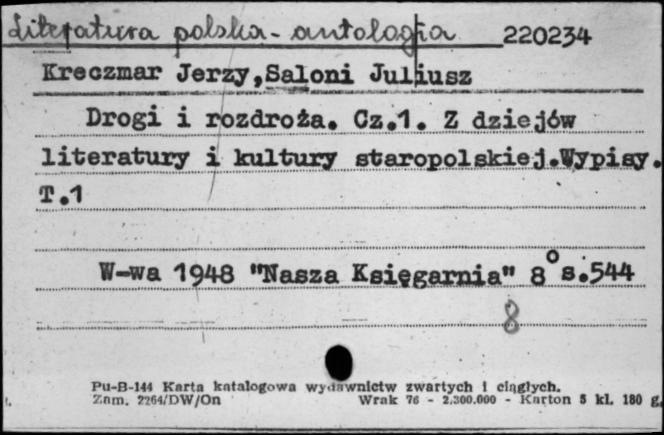 Literatura polska - antologia 220234
Kreczmar Jerzy,Saloni Juliusz
Drogi i rozdroża. Cz.1. Z dziejów
literatury i kultury staropolskiej.Wypisy.
T.1
W-wa 1948 "Nasza Księgarnia" 8° s.544
8
Pu-B-144 Karta katalogowa wydawnictw zwartych i ciągłych.
Zam. 2264/DW/On Wrak 76 - 2.300.000 - Karton 5 kl. 180 g.